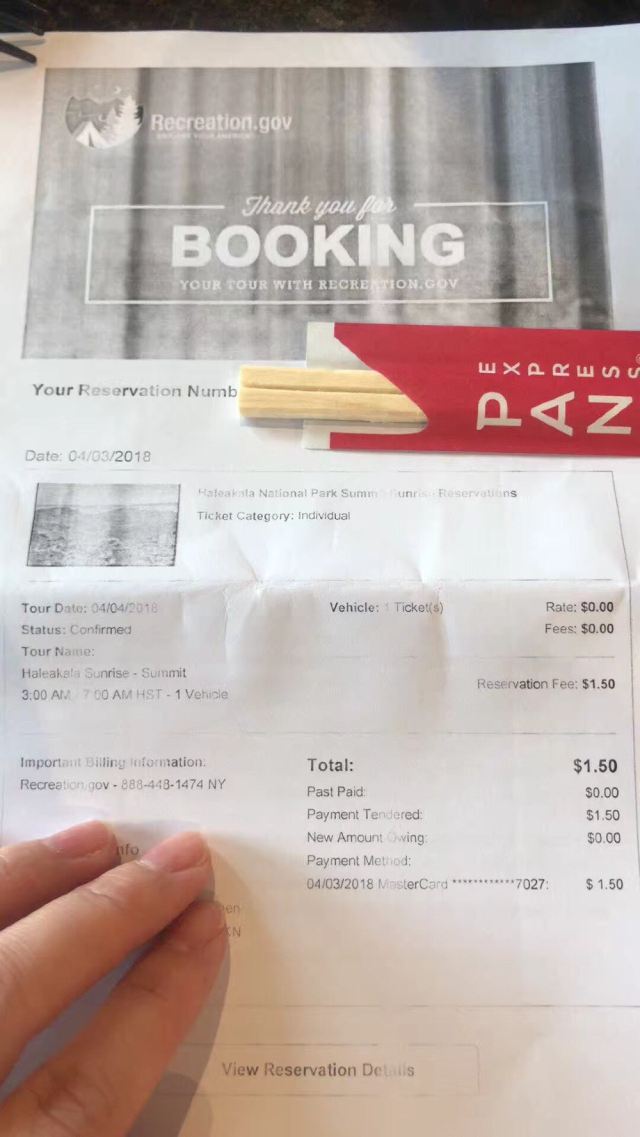 Recreation.gov
Thank you for
BOOKING
YOUR TOUR WITH RECREATION.GOV
EXPRESS
PAN
Your Reservation Numb
Date: 04/03/2018
Haleakala National Park Summ Sunrise Reservations
Ticket Category: Individual
Tour Date: 04/04/2018
Vehicle: 1 Ticket(s)
Rate: $0.00
Status: Confirmed
Fees: $0.00
Tour Name:
Haleakala Sunrise - Summit
Reservation Fee: $1.50
3:00 AM - 7:00 AM HST - 1 Vehicle
Important Billing Information:
Total: $1.50
Recreation.gov - 888-448-1474 NY
Past Paid: $0.00
Payment Tendered: $1.50
New Amount Owing: $0.00
Payment Method:
04/03/2018 MasterCard ************7027: $ 1.50
nfo
en
KN
View Reservation Details